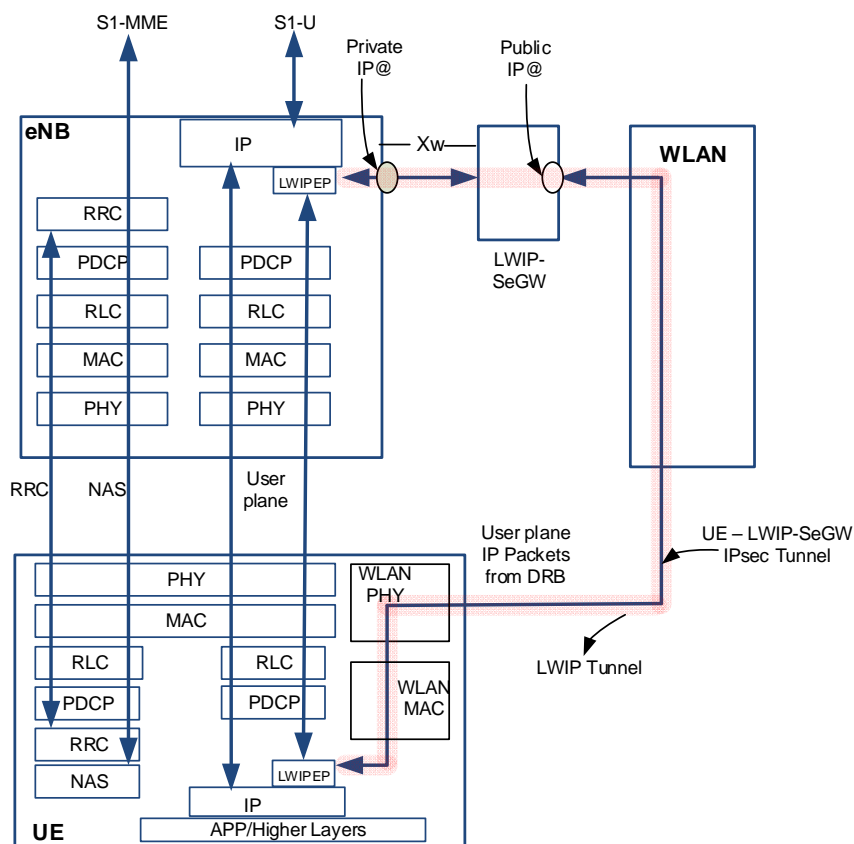 S1-MME
S1-U
Private
IP@
Public
IP@
eNB
IP
Xw
WLAN
LWIPEP
RRC
PDCP
PDCP
LWIP-
SeGW
RLC
RLC
MAC
MAC
PHY
PHY
RRC
NAS
User
plane
User plane
IP Packets
from DRB
UE – LWIP-SeGW
IPsec Tunnel
PHY
WLAN
PHY
MAC
LWIP Tunnel
RLC
RLC
WLAN
MAC
PDCP
PDCP
RRC
NAS
LWIPEP
IP
APP/Higher Layers
UE